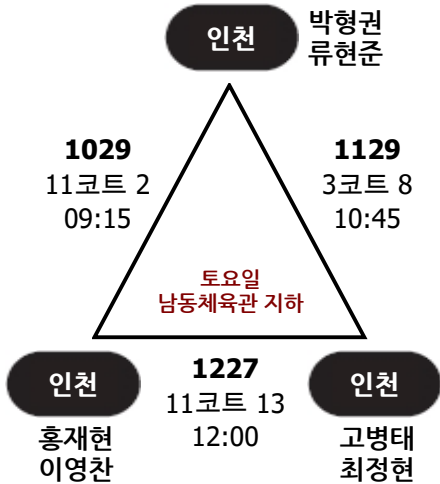 인천
박형권
류현준
1029
11코트 2
09:15
1129
3코트 8
10:45
토요일
남동체육관 지하
인천
홍재현
이영찬
1227
11코트 13
12:00
인천
고병태
최정현